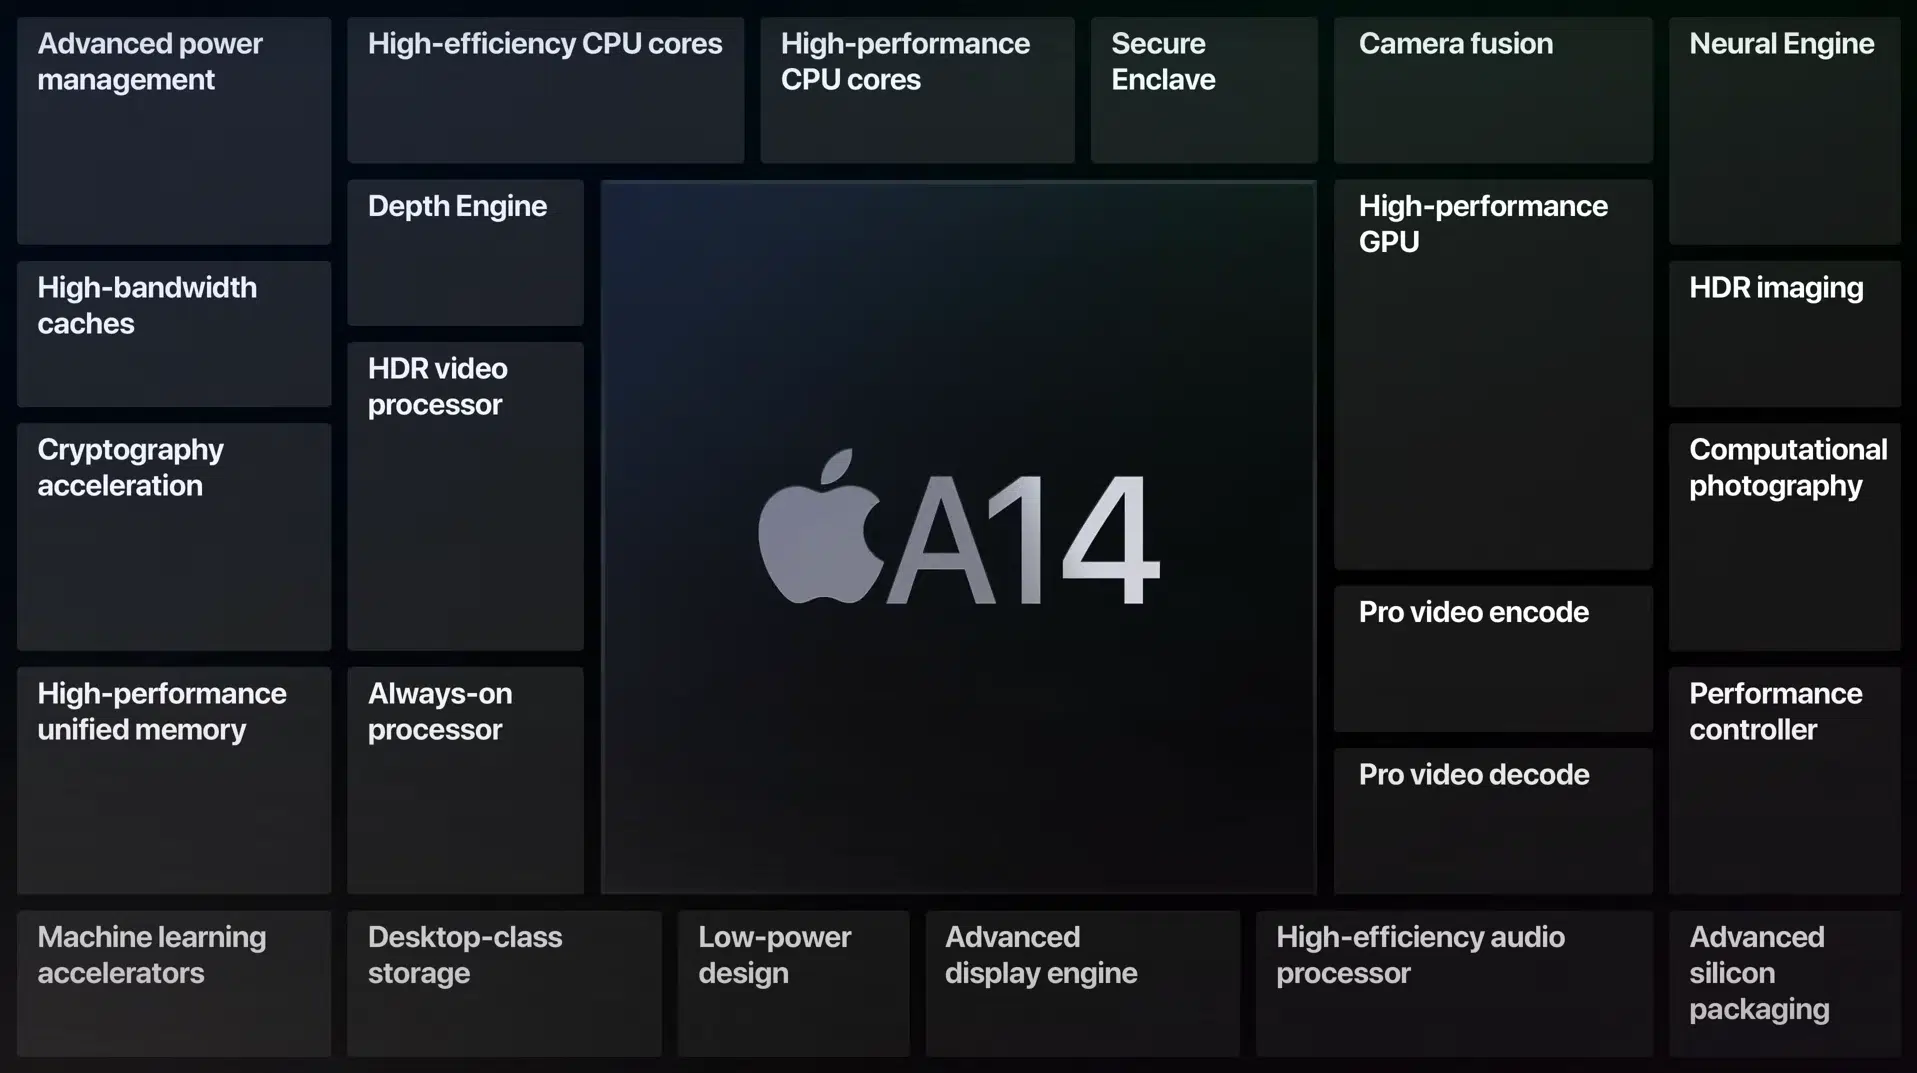 Advanced power
management
High-efficiency CPU cores
High-performance
CPU cores
Secure
Enclave
Camera fusion
Neural Engine
Depth Engine
High-performance
GPU
High-bandwidth
caches
HDR imaging
HDR video
processor
Cryptography
acceleration
A14
Computational
photography
Pro video encode
High-performance
unified memory
Always-on
processor
Performance
controller
Pro video decode
Machine learning
accelerators
Desktop-class
storage
Low-power
design
Advanced
display engine
High-efficiency audio
processor
Advanced
silicon
packaging